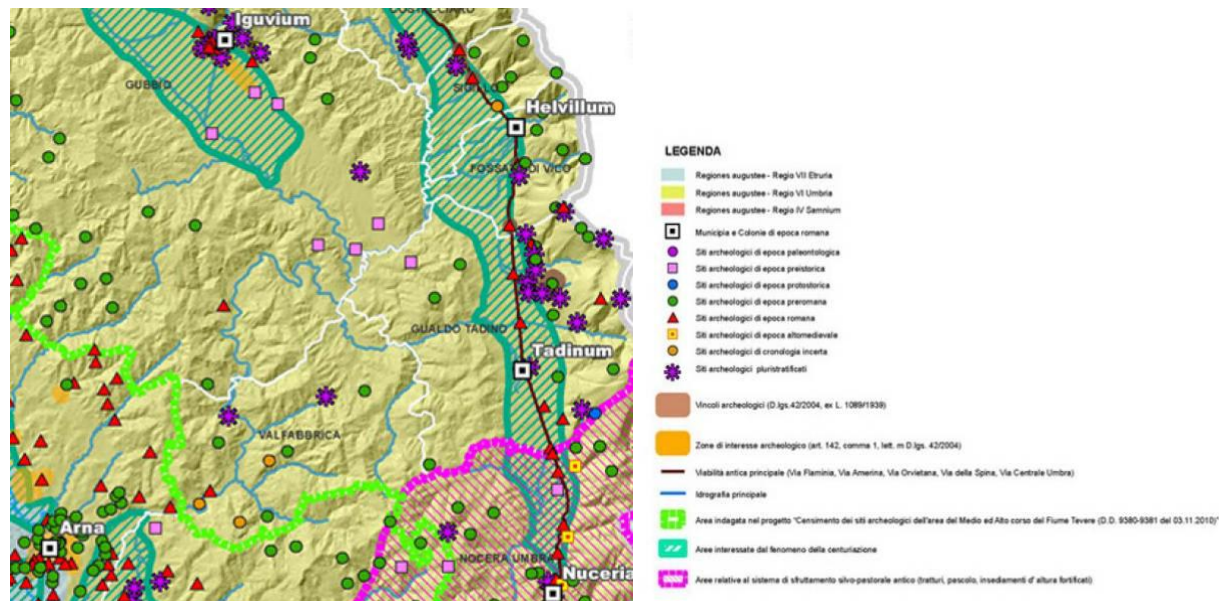 COSTACCIARO
Iguvium
GUBBIO
SIGILLO
Helvillum
FOSSATO DI VICO
GUALDO TADINO
Tadinum
VALFABBRICA
Arna
NOCERA UMBRA
Nuceria
LEGENDA
Regiones augustee - Regio VII Etruria
Regiones augustee - Regio VI Umbria
Regiones augustee - Regio IV Samnium
Municipia e Colonie di epoca romana
Siti archeologici di epoca paleontologica
Siti archeologici di epoca preistorica
Siti archeologici di epoca protostorica
Siti archeologici di epoca preromana
Siti archeologici di epoca romana
Siti archeologici di epoca altomedievale
Siti archeologici di cronologia incerta
Siti archeologici pluristratificati
Vincoli archeologici (D.lgs.42/2004, ex L. 1089/1939)
Zone di interesse archeologico (art. 142, comma 1, lett. m D.lgs. 42/2004)
Viabilità antica principale (Via Flaminia, Via Amerina, Via Orvietana, Via della Spina, Via Centrale Umbra)
Idrografia principale
Area indagata nel progetto "Censimento dei siti archeologici dell'area del Medio ed Alto corso del Fiume Tevere (D.D. 9380-9381 del 03.11.2010)"
Aree interessate dal fenomeno della centuriazione
Aree relative al sistema di sfruttamento silvo-pastorale antico (tratturi, pascolo, insediamenti d' altura fortificati)